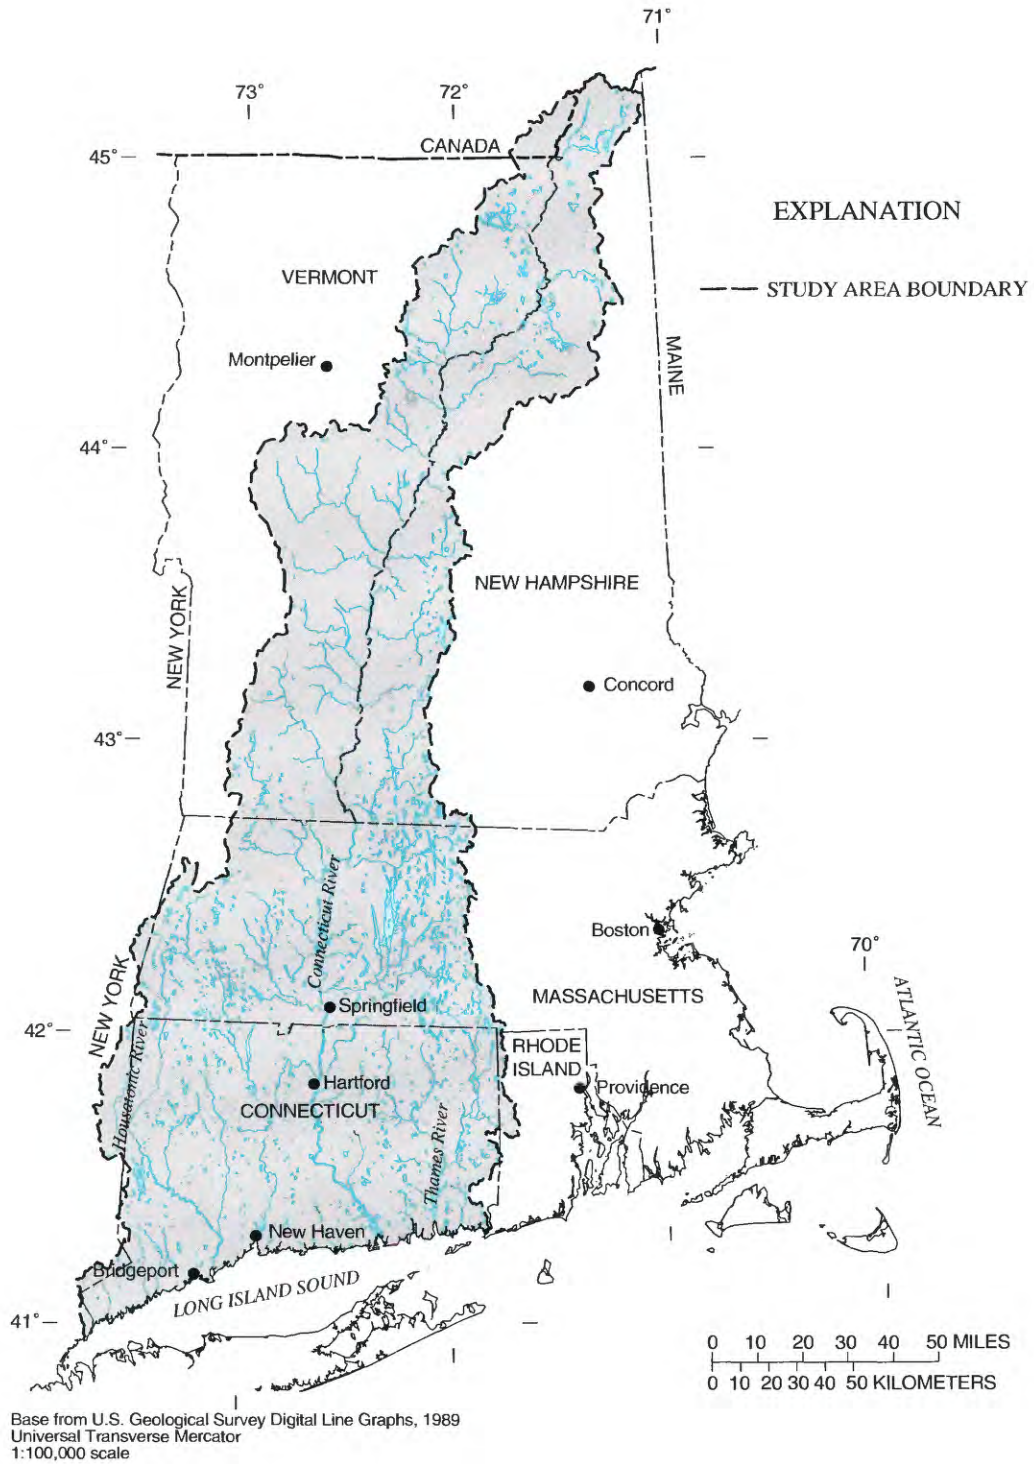 71°
73°
72°
45°
CANADA
EXPLANATION
VERMONT
STUDY AREA BOUNDARY
Montpelier
MAINE
44°
NEW HAMPSHIRE
NEW YORK
Concord
43°
Connecticut River
Boston
70°
NEW YORK
Springfield
MASSACHUSETTS
ATLANTIC OCEAN
42°
Housatonic River
RHODE
ISLAND
Hartford
Providence
CONNECTICUT
Thames River
New Haven
Bridgeport
LONG ISLAND SOUND
41°
0 10 20 30 40 50 MILES
0 10 20 30 40 50 KILOMETERS
Base from U.S. Geological Survey Digital Line Graphs, 1989
Universal Transverse Mercator
1:100,000 scale